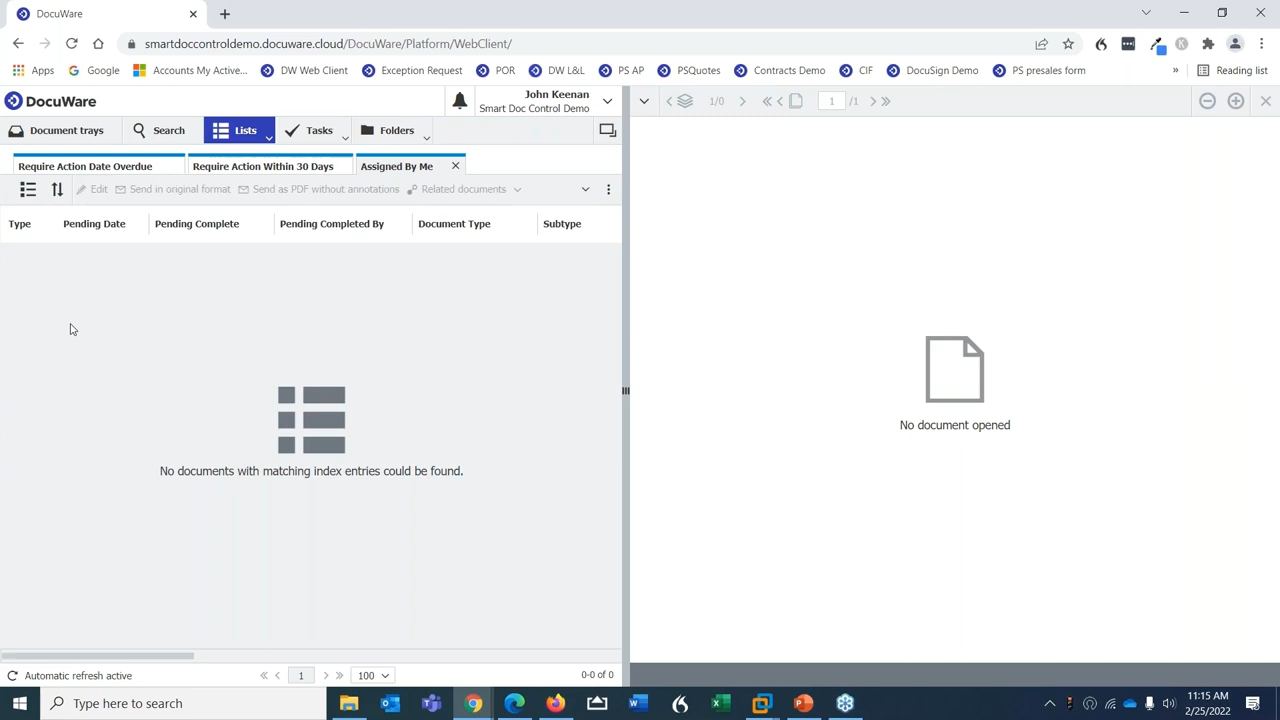 DocuWare
smartdoccontroldemo.docuware.cloud/DocuWare/Platform/WebClient/
Apps Google Accounts My Active... DW Web Client Exception Request POR DW L&L PS AP PSQuotes Contracts Demo CIF DocuSign Demo PS presales form » Reading list
DocuWare
John Keenan
Smart Doc Control Demo
1/0
1 /1
Document trays Search Lists Tasks Folders
Require Action Date Overdue Require Action Within 30 Days Assigned By Me
Edit Send in original format Send as PDF without annotations Related documents
Type Pending Date Pending Complete Pending Completed By Document Type Subtype
No document opened
No documents with matching index entries could be found.
Automatic refresh active 1 100 0-0 of 0
Type here to search
11:15 AM
2/25/2022